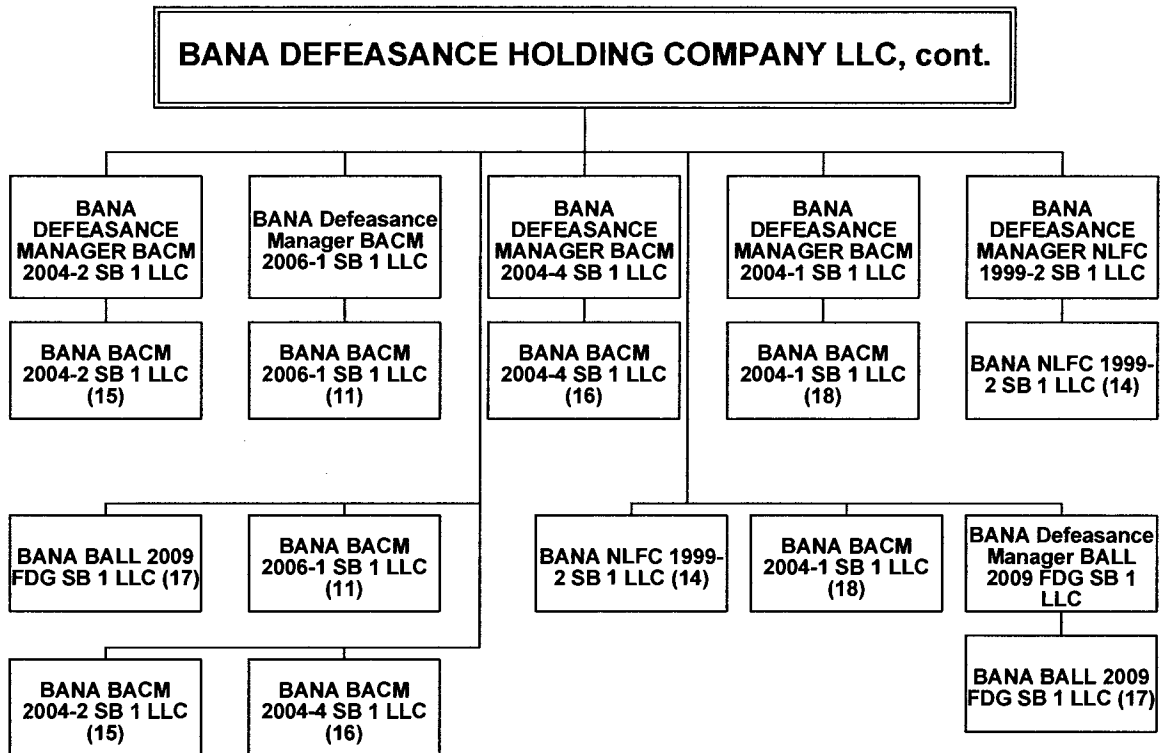 BANA DEFEASANCE HOLDING COMPANY LLC, cont.
BANA
DEFEASANCE
MANAGER BACM
2004-2 SB 1 LLC
BANA Defeasance
Manager BACM
2006-1 SB 1 LLC
BANA
DEFEASANCE
MANAGER BACM
2004-4 SB 1 LLC
BANA
DEFEASANCE
MANAGER BACM
2004-1 SB 1 LLC
BANA
DEFEASANCE
MANAGER NLFC
1999-2 SB 1 LLC
BANA BACM
2004-2 SB 1 LLC
(15)
BANA BACM
2006-1 SB 1 LLC
(11)
BANA BACM
2004-4 SB 1 LLC
(16)
BANA BACM
2004-1 SB 1 LLC
(18)
BANA NLFC 1999-
2 SB 1 LLC (14)
BANA BALL 2009
FDG SB 1 LLC (17)
BANA BACM
2006-1 SB 1 LLC
(11)
BANA NLFC 1999-
2 SB 1 LLC (14)
BANA BACM
2004-1 SB 1 LLC
(18)
BANA Defeasance
Manager BALL
2009 FDG SB 1
LLC
BANA BACM
2004-2 SB 1 LLC
(15)
BANA BACM
2004-4 SB 1 LLC
(16)
BANA BALL 2009
FDG SB 1 LLC (17)